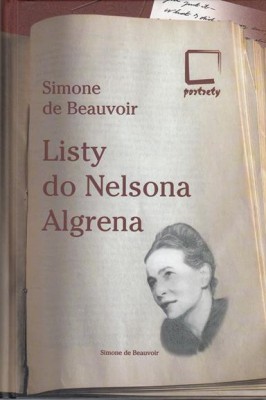 portrety
Simone
de Beauvoir
Listy
do Nelsona
Algrena
Simone de Beauvoir